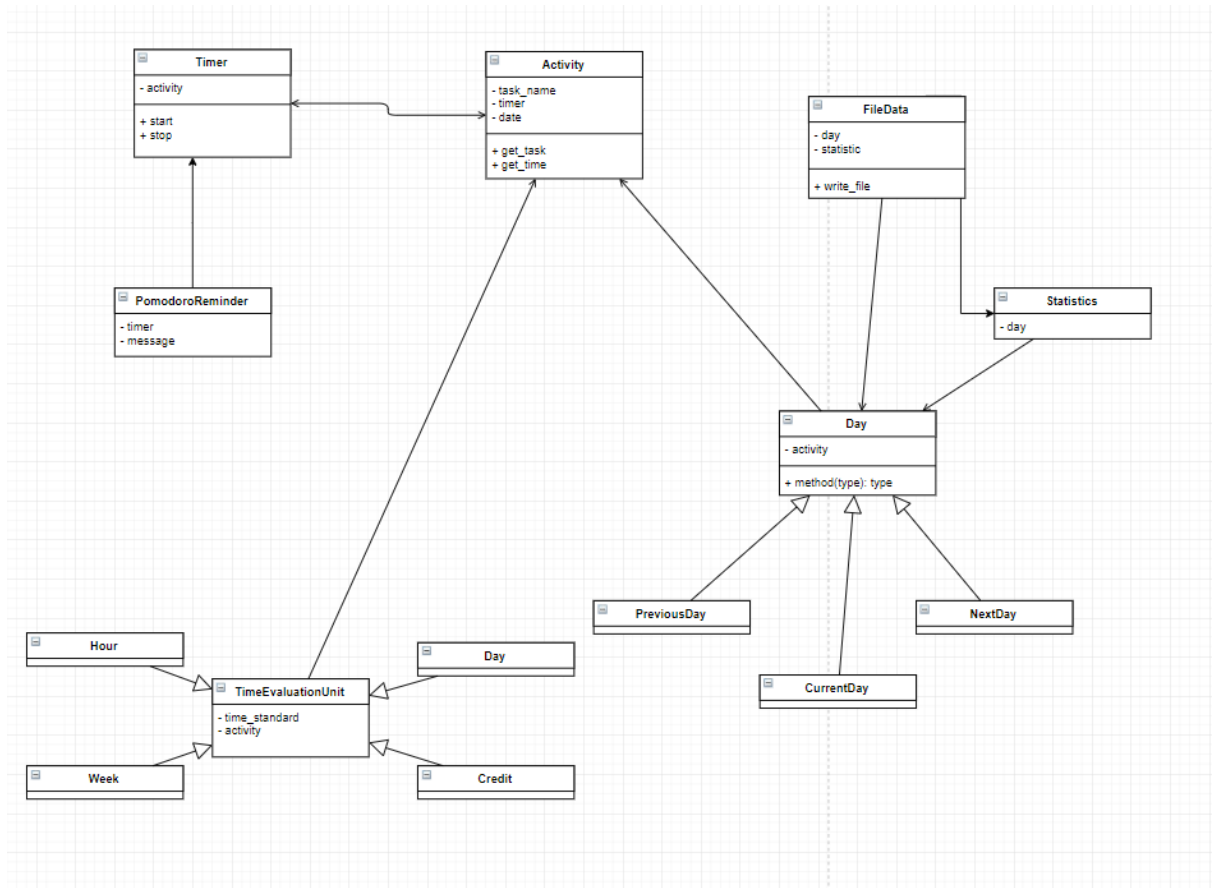 Timer
- activity
+ start
+ stop
Activity
- task_name
- timer
- date
+ get_task
+ get_time
FileData
- day
- statistic
+ write_file
PomodoroReminder
- timer
- message
Statistics
- day
Day
- activity
+ method(type): type
PreviousDay
NextDay
CurrentDay
Hour
Day
TimeEvaluationUnit
- time_standard
- activity
Week
Credit